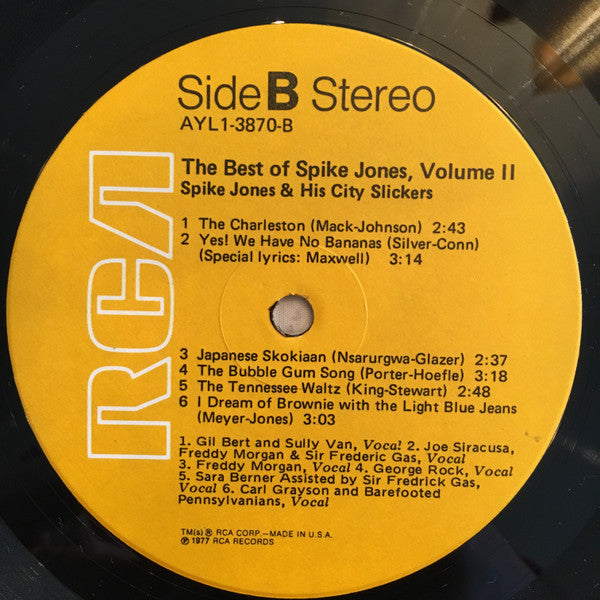 Side B Stereo
AYL1-3870-B
RCA
The Best of Spike Jones, Volume II
Spike Jones & His City Slickers
1 The Charleston (Mack-Johnson) 2:43
2 Yes! We Have No Bananas (Silver-Conn)
(Special lyrics: Maxwell) 3:14
3 Japanese Skokiaan (Nsarurgwa-Glazer) 2:37
4 The Bubble Gum Song (Porter-Hoefle) 3:18
5 The Tennessee Waltz (King-Stewart) 2:48
6 I Dream of Brownie with the Light Blue Jeans
(Meyer-Jones) 3:03
1. Gil Bert and Sully Van, Vocal 2. Joe Siracusa,
Freddy Morgan & Sir Frederic Gas, Vocal
3. Freddy Morgan, Vocal 4. George Rock, Vocal
5. Sara Berner Assisted by Sir Fredrick Gas,
Vocal 6. Carl Grayson and Barefooted
Pennsylvanians, Vocal
TM(s) ® RCA CORP.—MADE IN U.S.A.
℗ 1977 RCA RECORDS